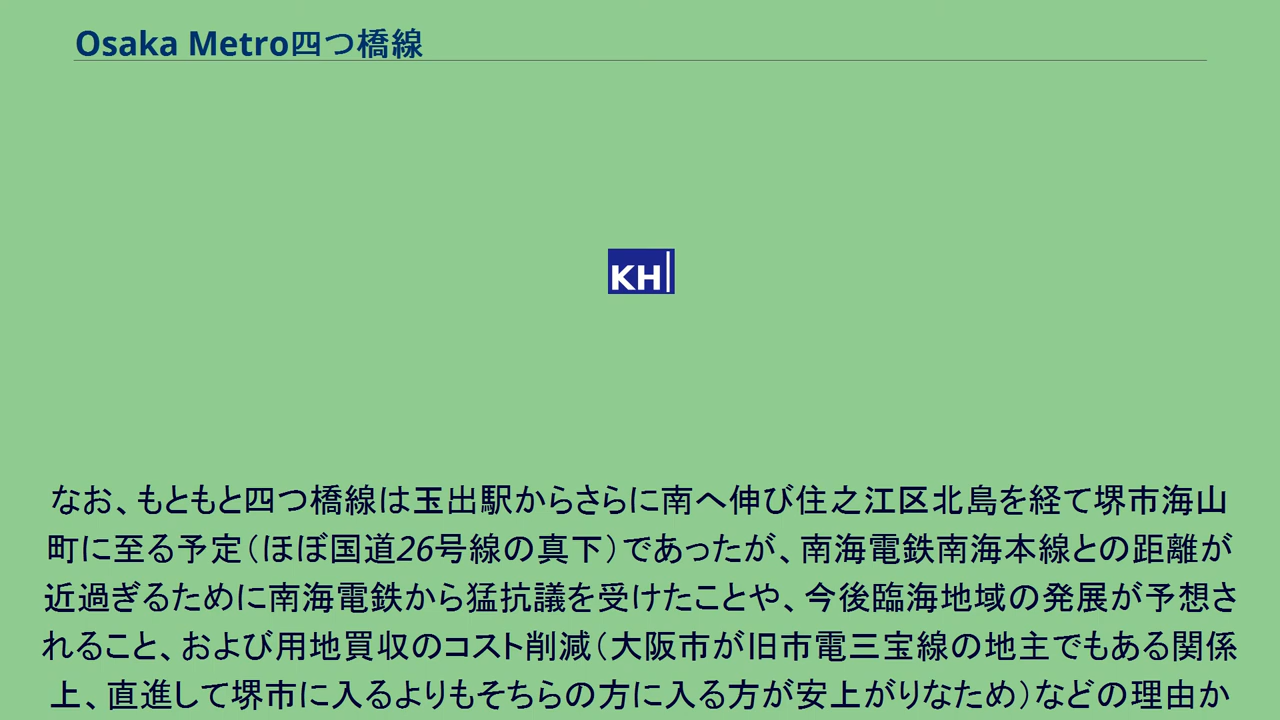 Osaka Metro四つ橋線
KH
なお、もともと四つ橋線は玉出駅からさらに南へ伸び住之江区北島を経て堺市海山
町に至る予定（ほぼ国道26号線の真下）であったが、南海電鉄南海本線との距離が
近過ぎるために南海電鉄から猛抗議を受けたことや、今後臨海地域の発展が予想さ
れること、および用地買収のコスト削減（大阪市が旧市電三宝線の地主でもある関係
上、直進して堺市に入るよりもそちらの方に入る方が安上がりなため）などの理由か